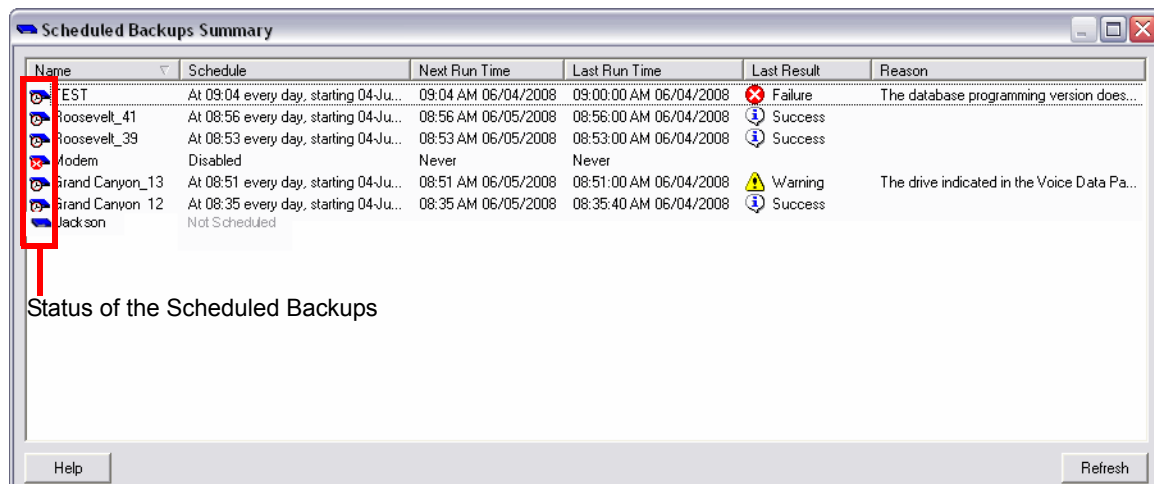 Scheduled Backups Summary
Name Schedule Next Run Time Last Run Time Last Result Reason
TEST At 09:04 every day, starting 04-Ju... 09:04 AM 06/04/2008 09:00:00 AM 06/04/2008 Failure The database programming version does...
Roosevelt_41 At 08:56 every day, starting 04-Ju... 08:56 AM 06/05/2008 08:56:00 AM 06/04/2008 Success
Roosevelt_39 At 08:53 every day, starting 04-Ju... 08:53 AM 06/05/2008 08:53:00 AM 06/04/2008 Success
Modem Disabled Never Never
Grand Canyon_13 At 08:51 every day, starting 04-Ju... 08:51 AM 06/05/2008 08:51:00 AM 06/04/2008 Warning The drive indicated in the Voice Data Pa...
Grand Canyon_12 At 08:35 every day, starting 04-Ju... 08:35 AM 06/05/2008 08:35:40 AM 06/04/2008 Success
Jackson Not Scheduled
Status of the Scheduled Backups
Help Refresh